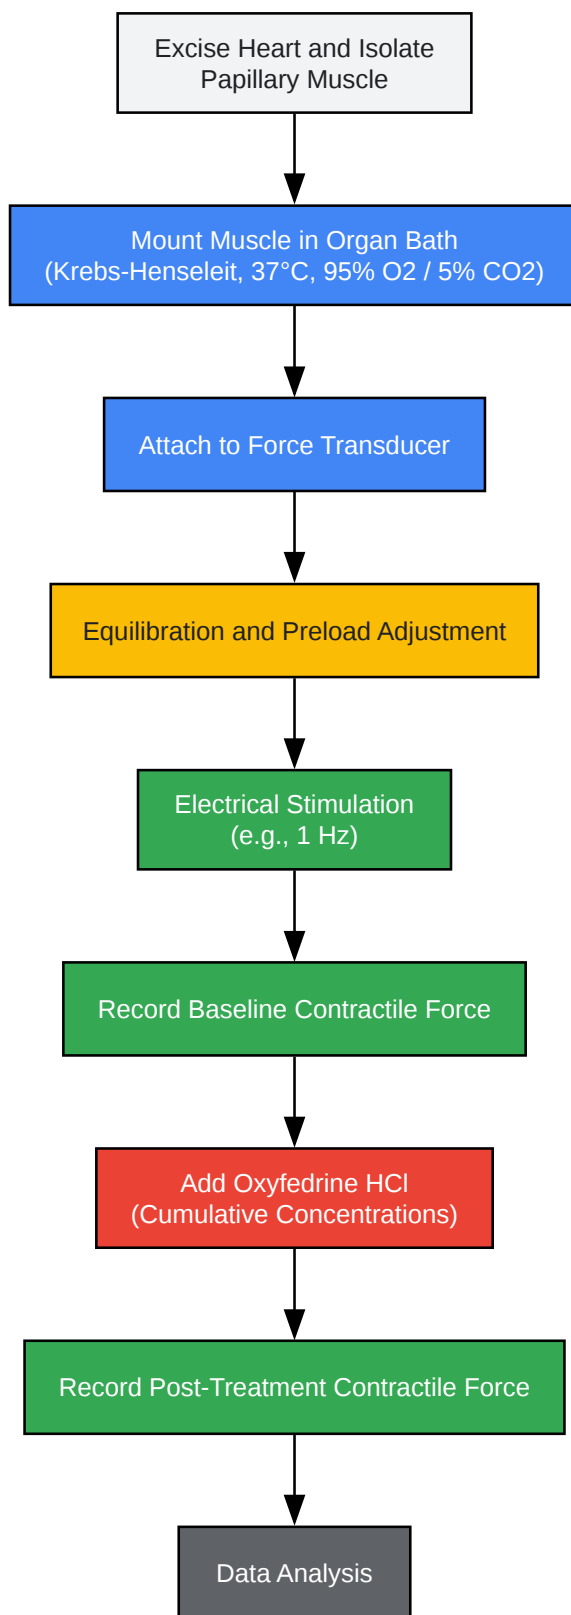 Excise Heart and Isolate
Papillary Muscle
Mount Muscle in Organ Bath
(Krebs-Henseleit, 37°C, 95% O2 / 5% CO2)
Attach to Force Transducer
Equilibration and Preload Adjustment
Electrical Stimulation
(e.g., 1 Hz)
Record Baseline Contractile Force
Add Oxyfedrine HCl
(Cumulative Concentrations)
Record Post-Treatment Contractile Force
Data Analysis